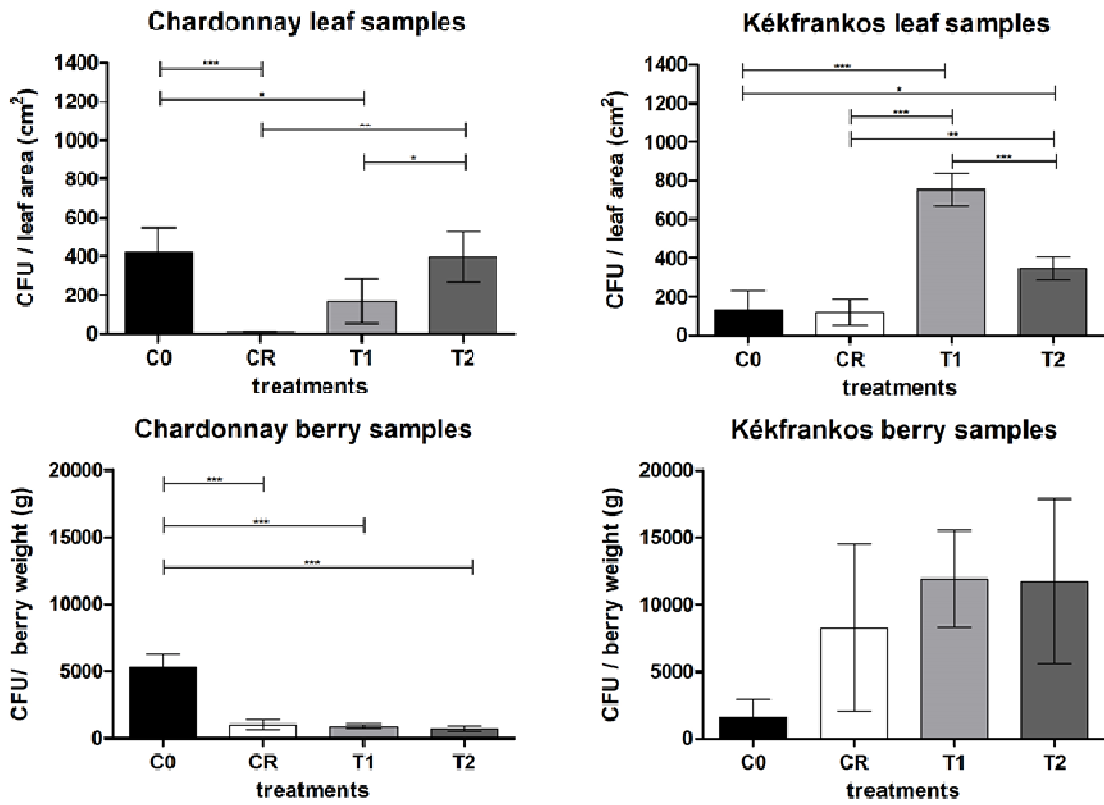 Chardonnay leaf samples
CFU / leaf area (cm²)
1400
1200
1000
800
600
400
200
0
***
*
**
*
C0 CR T1 T2
treatments
Kékfrankos leaf samples
CFU / leaf area (cm²)
1400
1200
1000
800
600
400
200
0
***
*
***
**
***
C0 CR T1 T2
treatments
Chardonnay berry samples
CFU/ berry weight (g)
20000
15000
10000
5000
0
***
***
***
C0 CR T1 T2
treatments
Kékfrankos berry samples
CFU / berry weight (g)
20000
15000
10000
5000
0
C0 CR T1 T2
treatments